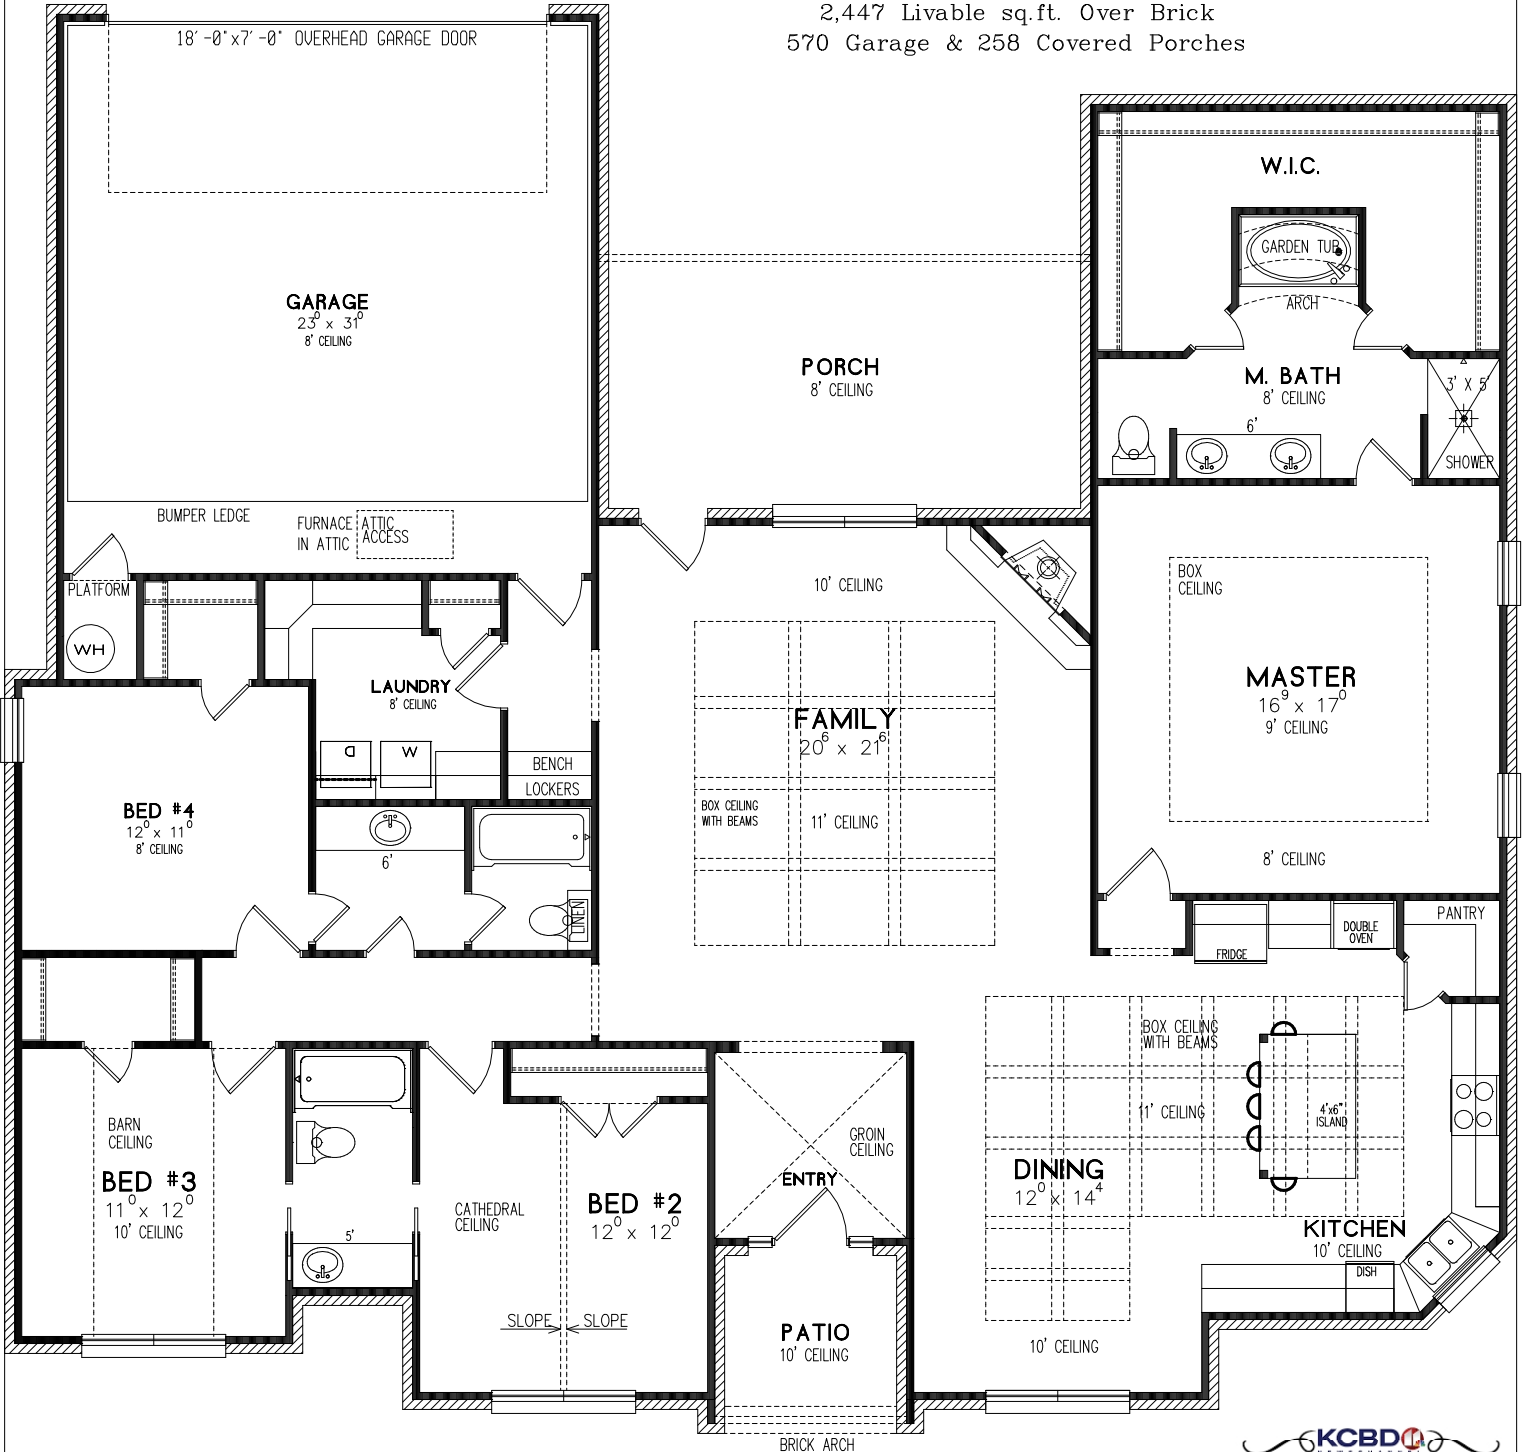 2,447 Livable sq.ft. Over Brick
570 Garage & 258 Covered Porches
18'-0"x7'-0" OVERHEAD GARAGE DOOR
W.I.C.
GARDEN TUB
ARCH
GARAGE
23⁰ x 31⁰
8' CEILING
PORCH
8' CEILING
M. BATH
8' CEILING
3' X 5'
6'
SHOWER
BUMPER LEDGE
FURNACE
IN ATTIC
ATTIC
ACCESS
PLATFORM
WH
10' CEILING
BOX
CEILING
LAUNDRY
8' CEILING
MASTER
16⁹ x 17⁰
9' CEILING
FAMILY
20⁶ x 21⁶
D
W
BENCH
LOCKERS
BED #4
12⁰ x 11⁰
8' CEILING
BOX CEILING
WITH BEAMS
11' CEILING
6'
8' CEILING
LINEN
PANTRY
FRIDGE
DOUBLE
OVEN
BOX CEILING
WITH BEAMS
BARN
CEILING
11' CEILING
4'x6"
ISLAND
GROIN
CEILING
BED #3
11⁰ x 12⁰
10' CEILING
ENTRY
DINING
12⁰ x 14⁴
CATHEDRAL
CEILING
BED #2
12⁰ x 12⁰
5'
KITCHEN
10' CEILING
DISH
SLOPE
SLOPE
PATIO
10' CEILING
10' CEILING
BRICK ARCH
KCBD